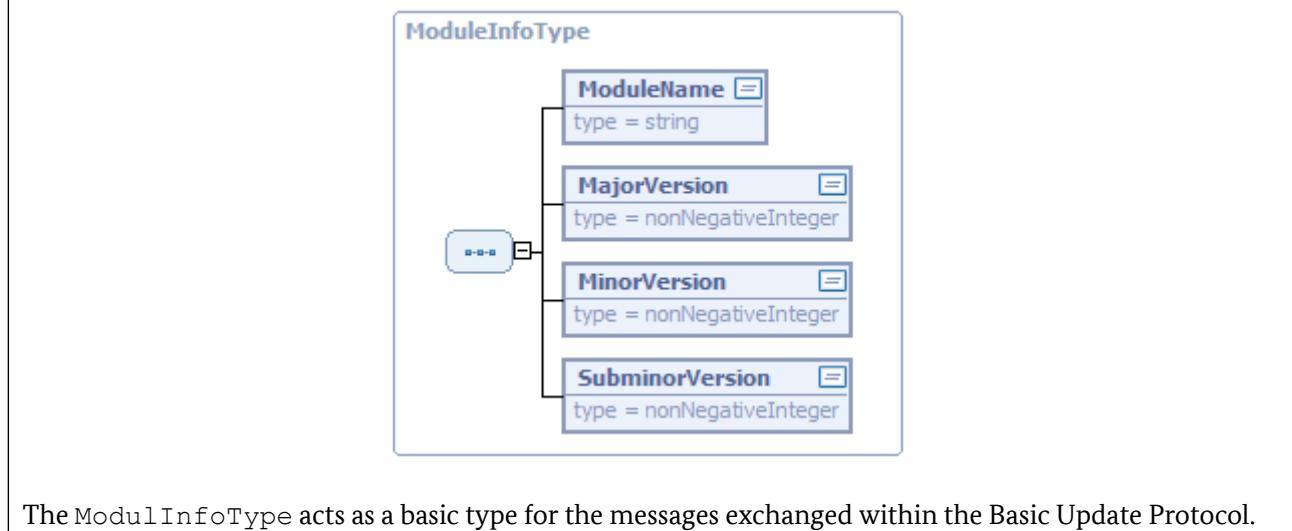 ModuleInfoType
ModuleName
type = string
MajorVersion
type = nonNegativeInteger
MinorVersion
type = nonNegativeInteger
SubminorVersion
type = nonNegativeInteger
The ModulInfoType acts as a basic type for the messages exchanged within the Basic Update Protocol.